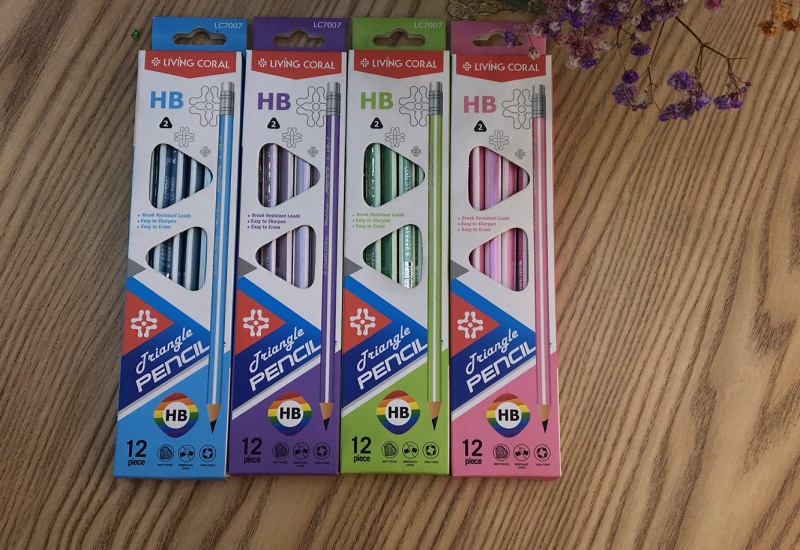 LC7007
LIVING CORAL
HB
2
• Break Resistant Leads
• Easy to Sharpen
• Easy to Erase
Triangle
PENCIL
HB
12
piece
LC7007
LIVING CORAL
HB
2
• Break Resistant Leads
• Easy to Sharpen
• Easy to Erase
Triangle
PENCIL
HB
12
piece
LC7007
LIVING CORAL
HB
2
• Break Resistant Leads
• Easy to Sharpen
• Easy to Erase
Triangle
PENCIL
HB
12
piece
LIVING CORAL
HB
2
• Break Resistant Leads
• Easy to Sharpen
• Easy to Erase
Triangle
PENCIL
HB
12
piece